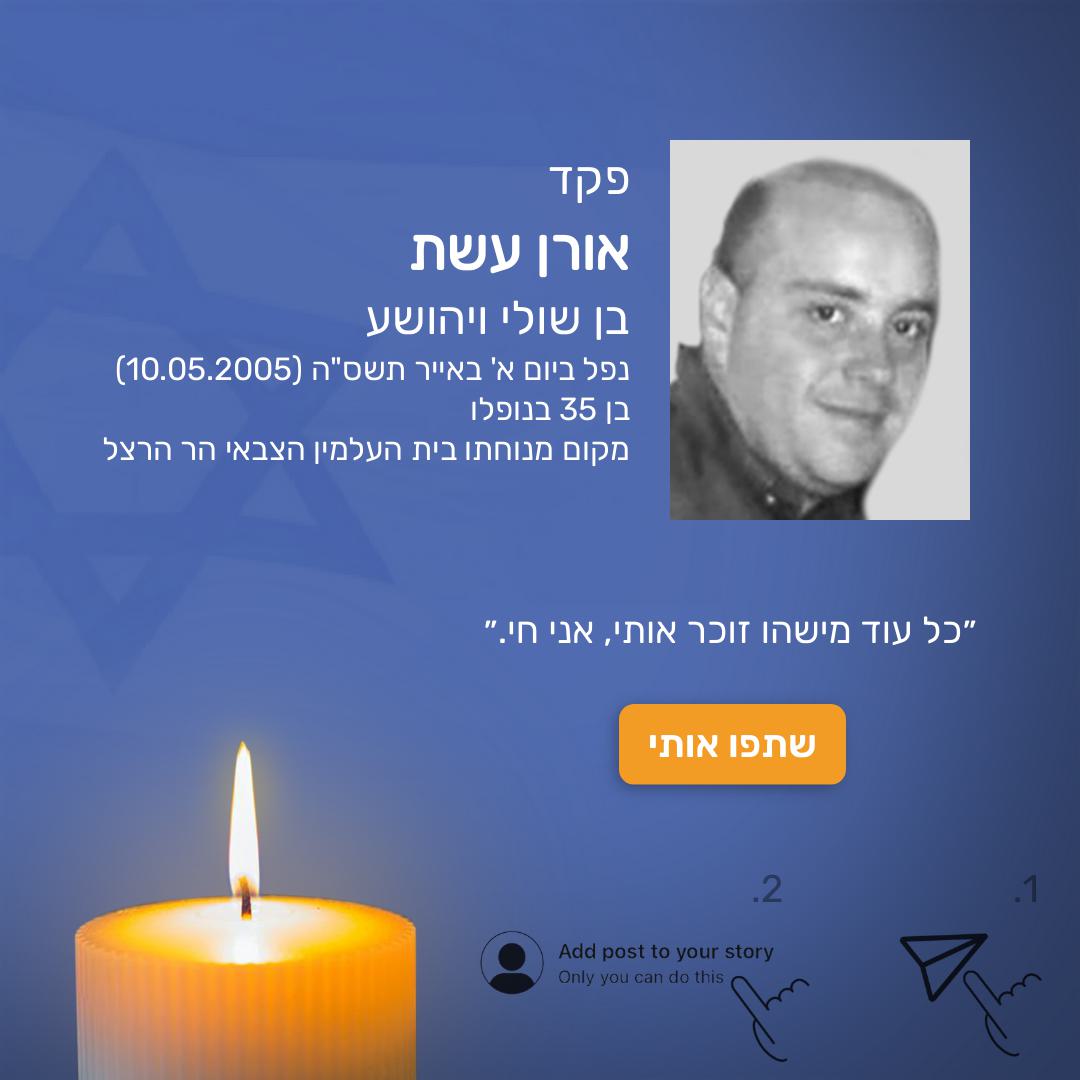 פקד
אורן עשת
בן שולי ויהושע
נפל ביום א' באייר תשס"ה (10.05.2005)
בן 35 בנופלו
מקום מנוחתו בית העלמין הצבאי הר הרצל
״כל עוד מישהו זוכר אותי, אני חי.״
שתפו אותי
1.
2.
Add post to your story
Only you can do this